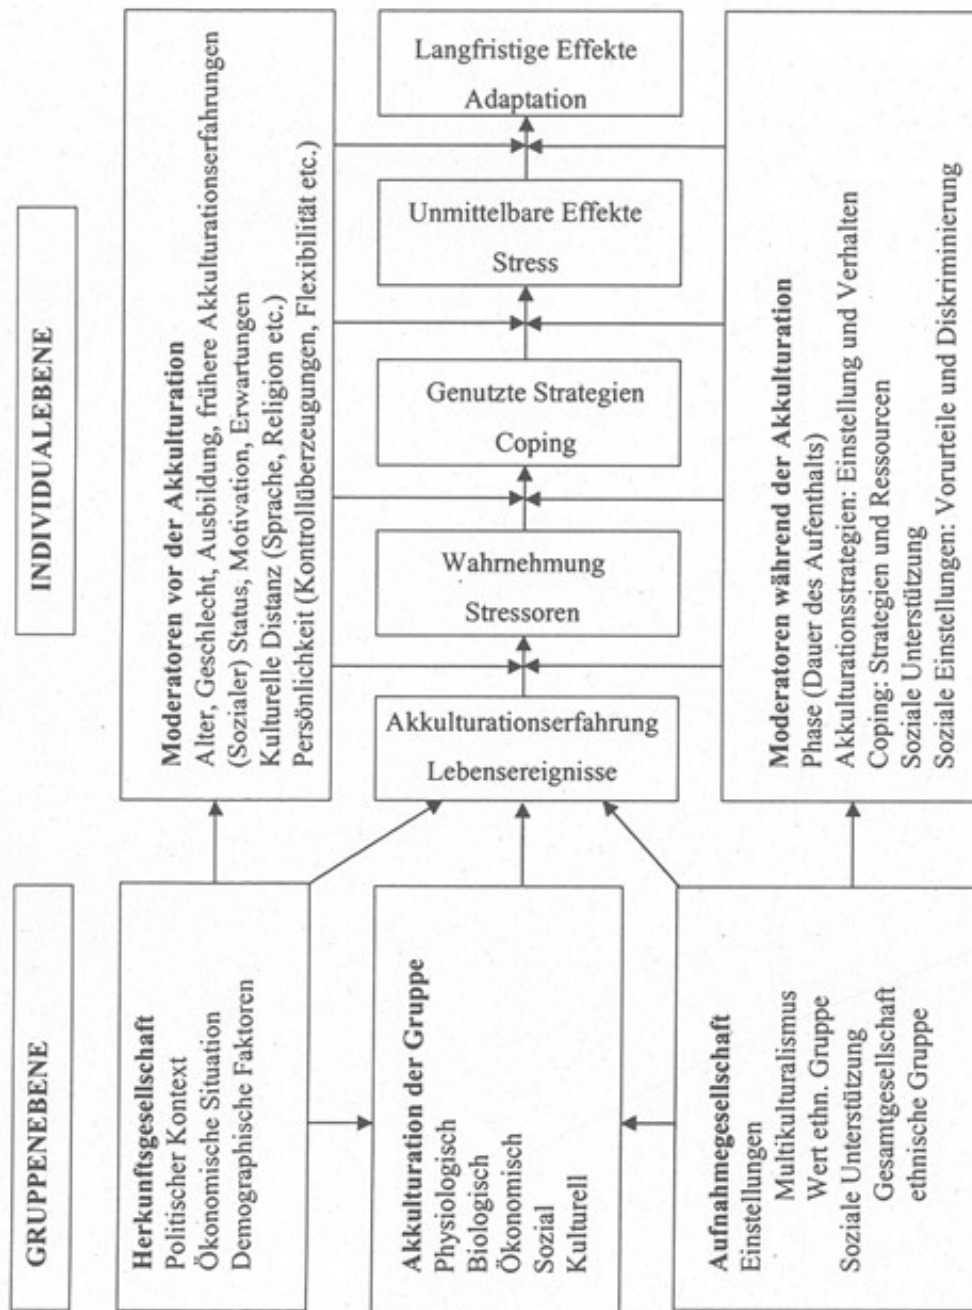 GRUPPENEBENE
INDIVIDUALEBENE
Herkunftsgesellschaft
Politischer Kontext
Ökonomische Situation
Demographische Faktoren
Akkulturation der Gruppe
Physiologisch
Biologisch
Ökonomisch
Sozial
Kulturell
Aufnahmegesellschaft
Einstellungen
Multikulturalismus
Wert ethn. Gruppe
Soziale Unterstützung
Gesamtgesellschaft
ethnische Gruppe
Moderatoren vor der Akkulturation
Alter, Geschlecht, Ausbildung, frühere Akkulturationserfahrungen
(Sozialer) Status, Motivation, Erwartungen
Kulturelle Distanz (Sprache, Religion etc.)
Persönlichkeit (Kontrollüberzeugungen, Flexibilität etc.)
Akkulturationserfahrung
Lebensereignisse
Wahrnehmung
Stressoren
Genutzte Strategien
Coping
Unmittelbare Effekte
Stress
Langfristige Effekte
Adaptation
Moderatoren während der Akkulturation
Phase (Dauer des Aufenthalts)
Akkulturationsstrategien: Einstellung und Verhalten
Coping: Strategien und Ressourcen
Soziale Unterstützung
Soziale Einstellungen: Vorurteile und Diskriminierung